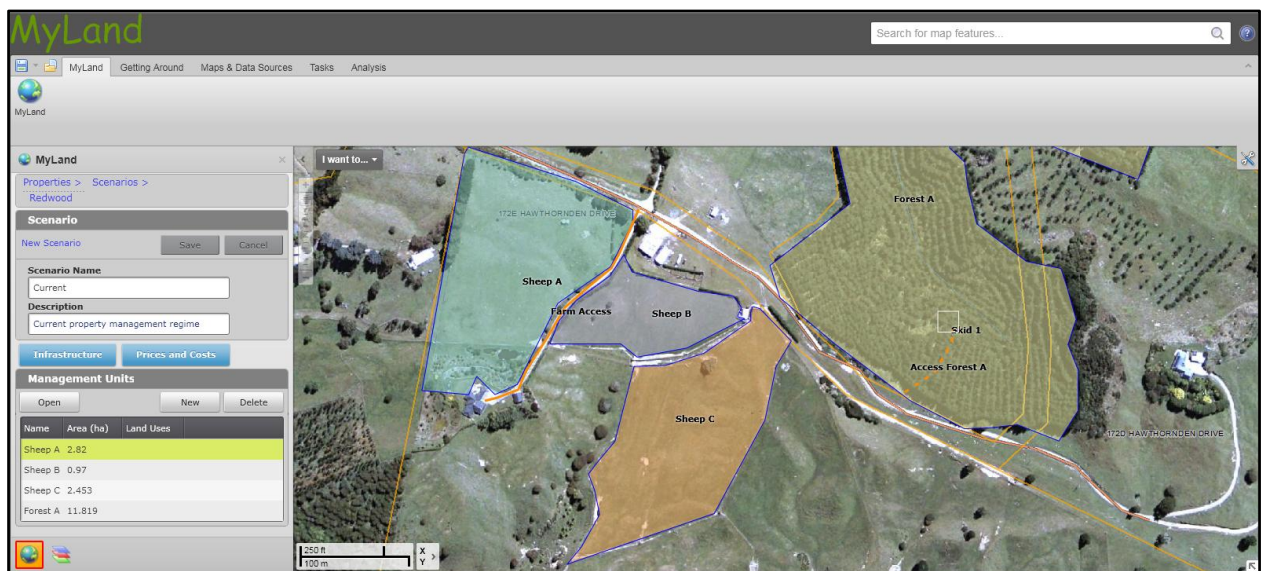 MyLand
Search for map features...
?
MyLand Getting Around Maps & Data Sources Tasks Analysis
MyLand
MyLand
Properties > Scenarios >
Redwood
Scenario
New Scenario Save Cancel
Scenario Name
Current
Description
Current property management regime
Infrastructure Prices and Costs
Management Units
Open New Delete
Name Area (ha) Land Uses
Sheep A 2.82
Sheep B 0.97
Sheep C 2.453
Forest A 11.819
I want to...
Forest A
172E HAWTHORNDEN DRIVE
Sheep A
Farm Access
Sheep B
Skid 1
Access Forest A
Sheep C
172D HAWTHORNDEN DRIVE
250 ft
100 m
X
Y